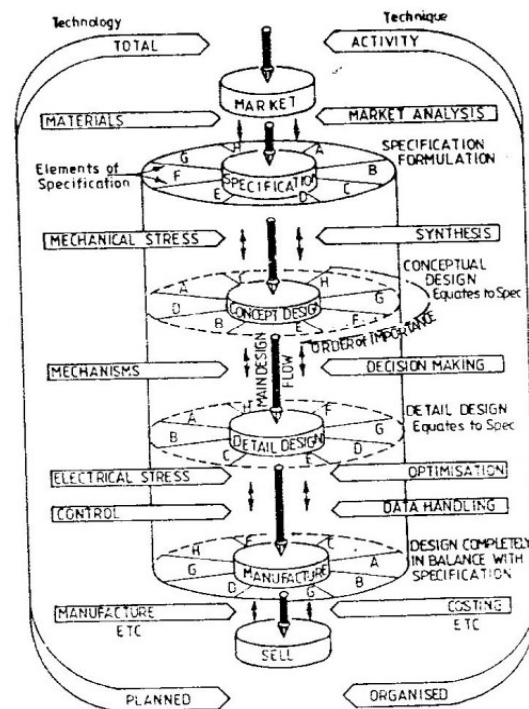 Technology
Technique
TOTAL
ACTIVITY
MARKET
MATERIALS
MARKET ANALYSIS
SPECIFICATION
FORMULATION
Elements of
Specification
H
A
G
B
F
SPECIFICATION
C
E
D
MECHANICAL STRESS
SYNTHESIS
CONCEPTUAL
DESIGN
Equates to Spec
H
A
G
D
CONCEPT DESIGN
B
E
F
ORDER of IMPORTANCE
MAIN DESIGN
FLOW
MECHANISMS
DECISION MAKING
DETAIL DESIGN
Equates to Spec
H
F
A
G
B
DETAIL DESIGN
C
E
D
ELECTRICAL STRESS
OPTIMISATION
CONTROL
DATA HANDLING
DESIGN COMPLETELY
IN BALANCE WITH
SPECIFICATION
H
C
A
G
MANUFACTURE
B
D
G
MANUFACTURE
ETC
COSTING
ETC
SELL
PLANNED
ORGANISED